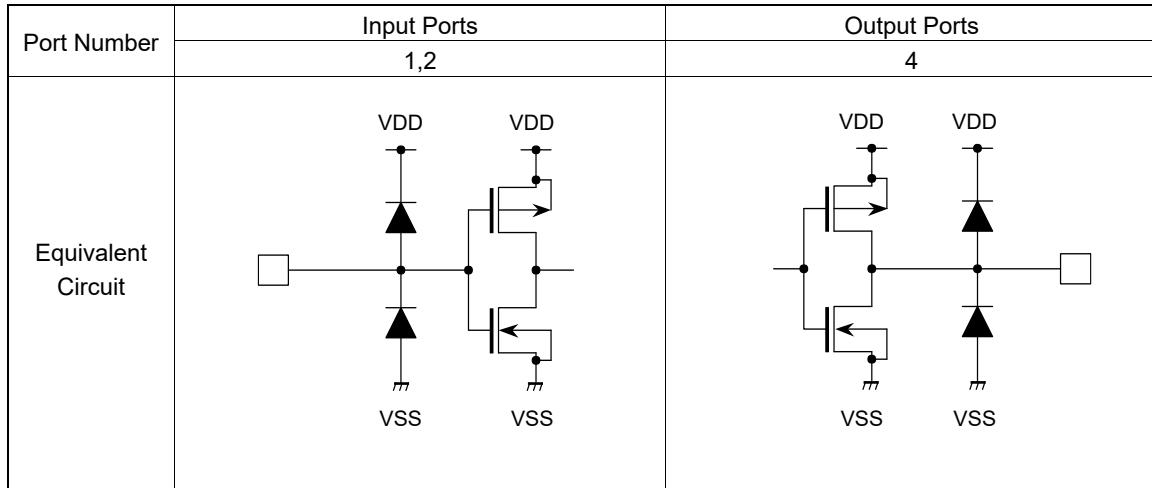 Port Number
Input Ports
Output Ports
1,2
4
Equivalent
Circuit
VDD
VDD
VSS
VSS
VDD
VDD
VSS
VSS